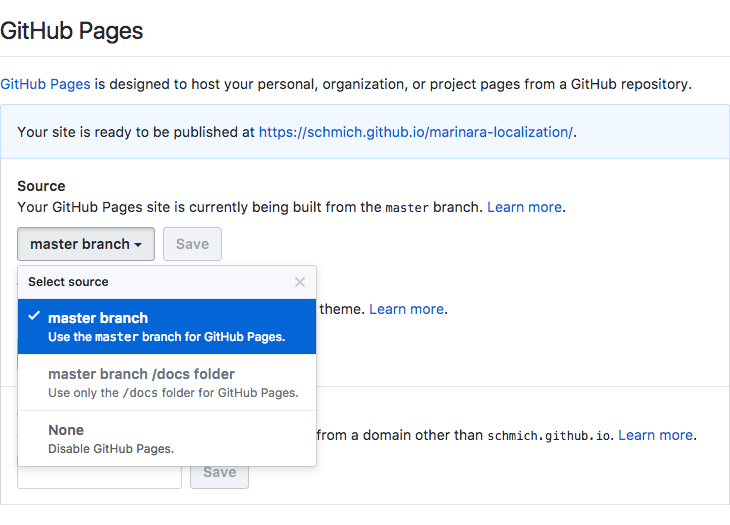 GitHub Pages
GitHub Pages is designed to host your personal, organization, or project pages from a GitHub repository.
Your site is ready to be published at https://schmich.github.io/marinara-localization/.
Source
Your GitHub Pages site is currently being built from the master branch. Learn more.
master branch
Save
Select source
theme. Learn more.
master branch
Use the master branch for GitHub Pages.
master branch /docs folder
Use only the /docs folder for GitHub Pages.
None
from a domain other than schmich.github.io. Learn more.
Disable GitHub Pages.
Save